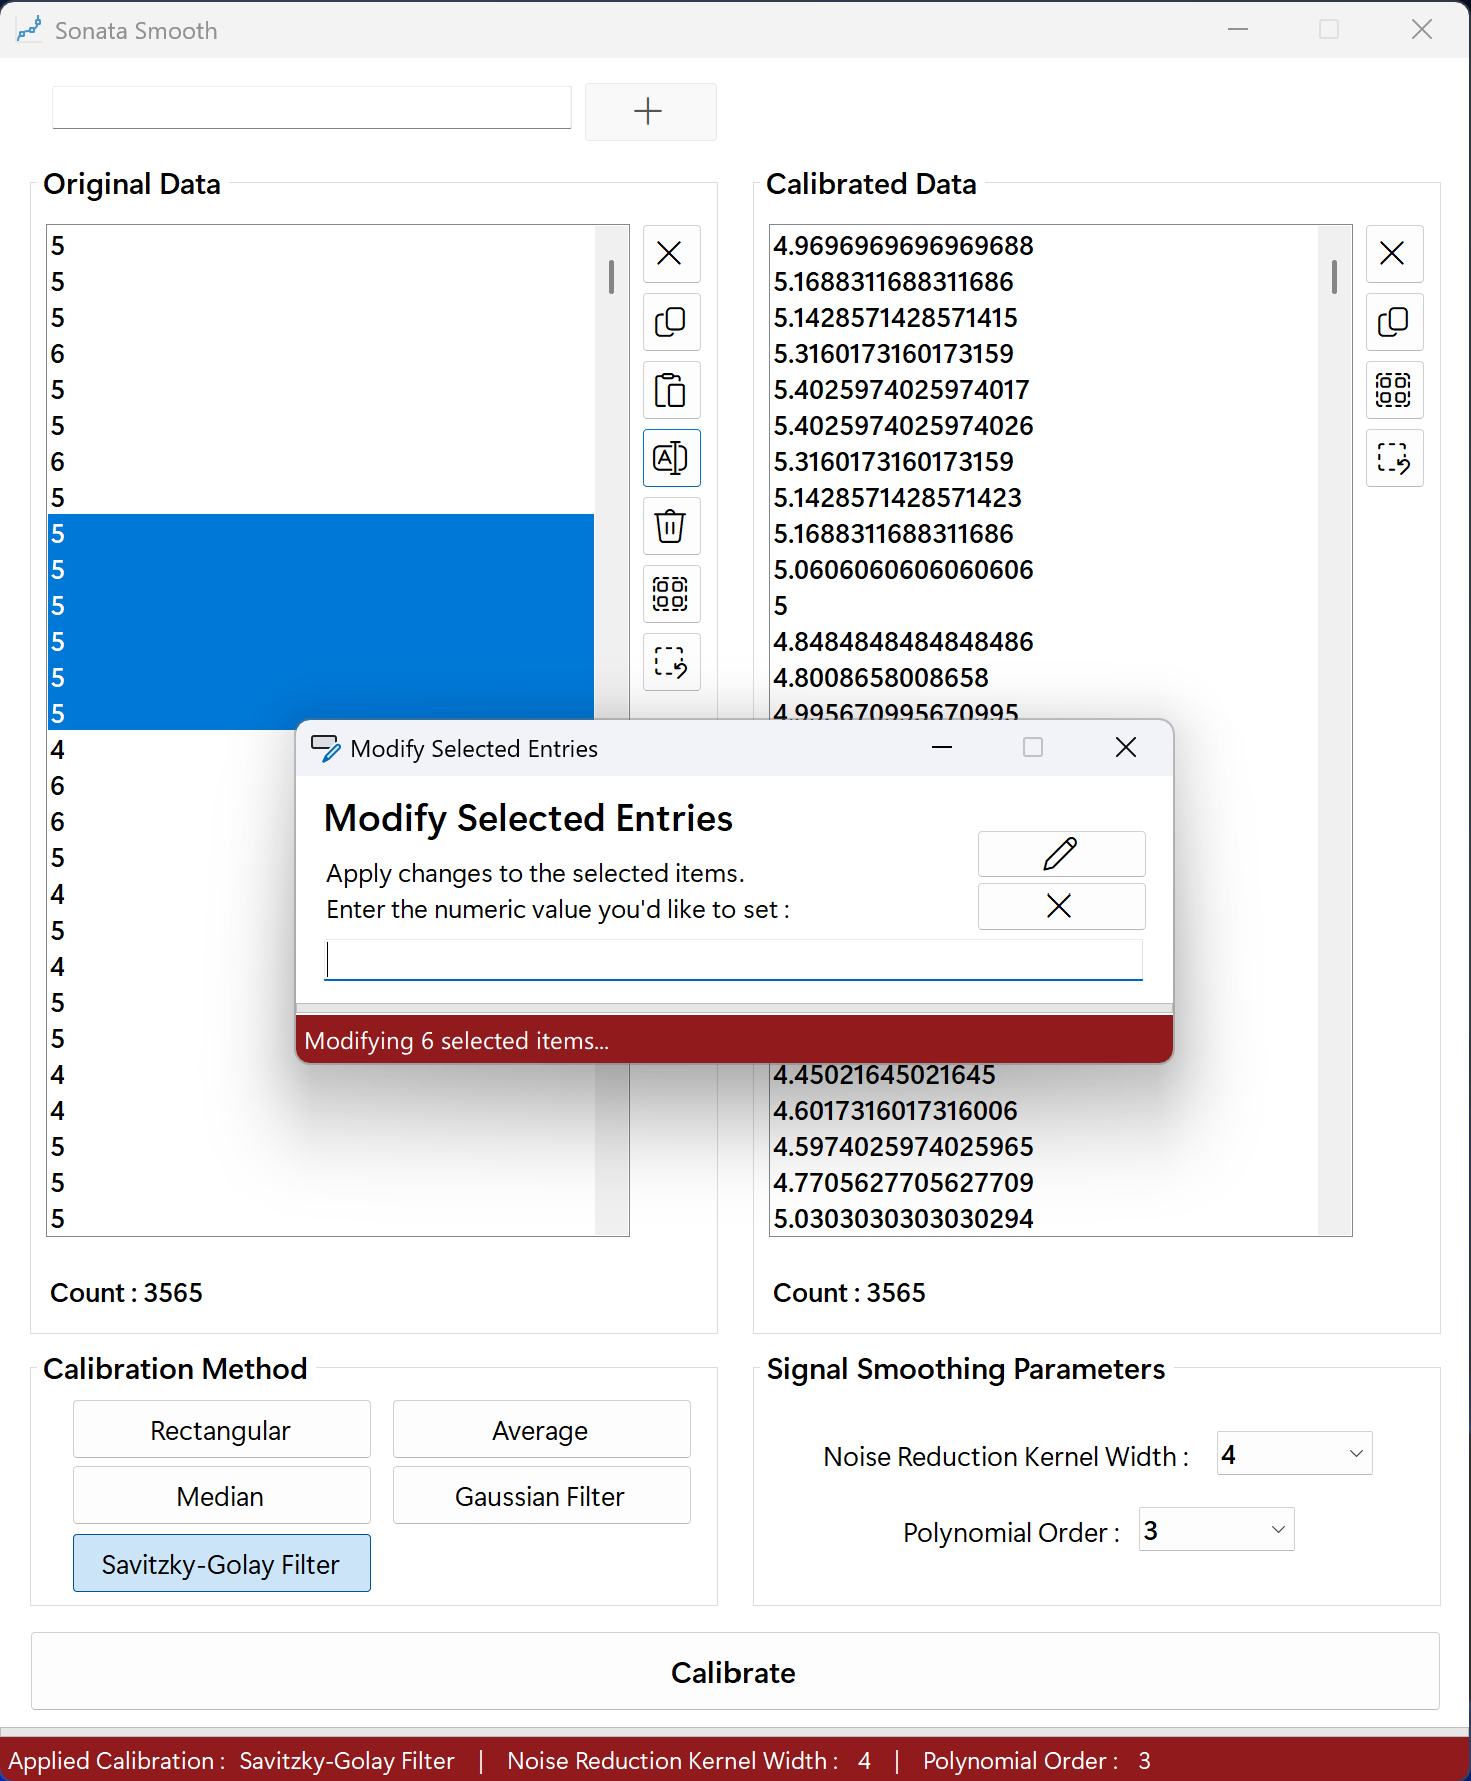 Sonata Smooth
Original Data
5
5
5
6
5
5
6
5
5
5
5
5
5
5
4
6
6
5
4
5
4
5
5
4
4
5
5
5
Count : 3565
Calibrated Data
4.9696969696969688
5.1688311688311686
5.1428571428571415
5.3160173160173159
5.4025974025974017
5.4025974025974026
5.3160173160173159
5.1428571428571423
5.1688311688311686
5.0606060606060606
5
4.8484848484848486
4.8008658008658
4.995670995670995
4.45021645021645
4.6017316017316006
4.5974025974025965
4.7705627705627709
5.0303030303030294
Count : 3565
Modify Selected Entries
Modify Selected Entries
Apply changes to the selected items.
Enter the numeric value you'd like to set :
Modifying 6 selected items...
Calibration Method
Rectangular
Average
Median
Gaussian Filter
Savitzky-Golay Filter
Signal Smoothing Parameters
Noise Reduction Kernel Width : 4
Polynomial Order : 3
Calibrate
Applied Calibration : Savitzky-Golay Filter | Noise Reduction Kernel Width : 4 | Polynomial Order : 3